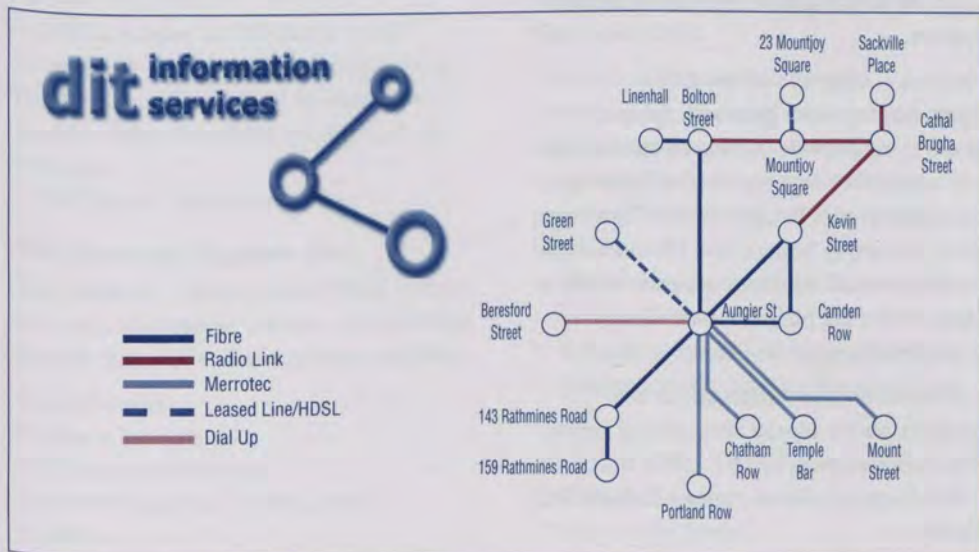 dit information
services
Fibre
Radio Link
Merrotec
Leased Line/HDSL
Dial Up
23 Mountjoy
Square
Sackville
Place
Linenhall
Bolton
Street
Cathal
Brugha
Street
Mountjoy
Square
Green
Street
Kevin
Street
Beresford
Street
Aungier St
Camden
Row
143 Rathmines Road
159 Rathmines Road
Chatham
Row
Temple
Bar
Mount
Street
Portland Row